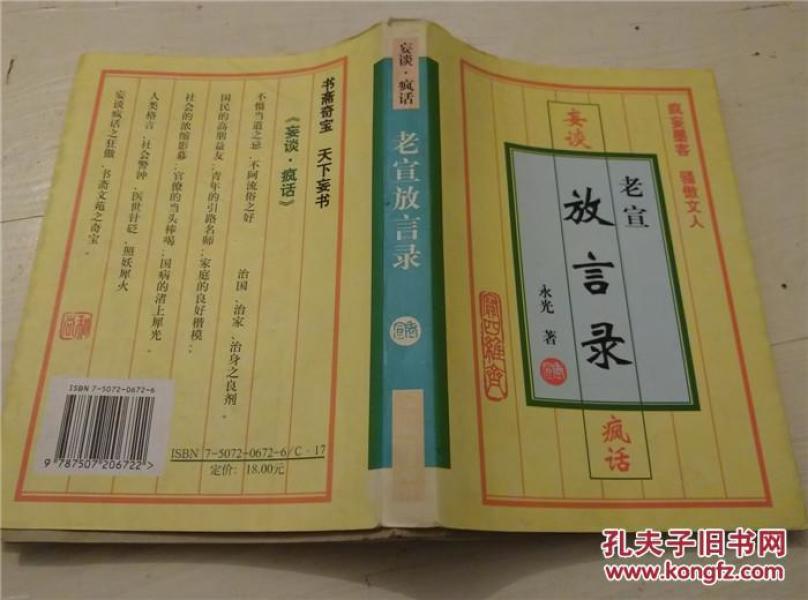 疯妄墨客 骚傲文人
妄谈
老宣
放言录
永光 著
疯话
妄谈·疯话
老宣放言录
书斋奇宝 天下妄书
《妄谈·疯话》
不惧当道之忌,不阿流俗之好
治国、治家、治身之良剂。
国民的高朋益友;青年的引路名师;家庭的良好楷模;
社会的浓缩影幕;官僚的当头棒喝;国病的渚上犀光;
人类格言、社会警钟、医世针砭、照妖犀火
妄谈疯话之狂傲,书斋文苑之奇宝。
ISBN 7-5072-0672-6
9 787507 206722 >
ISBN 7-5072-0672-6/C·17
定价: 18.00元
孔夫子旧书网
www.kongfz.com